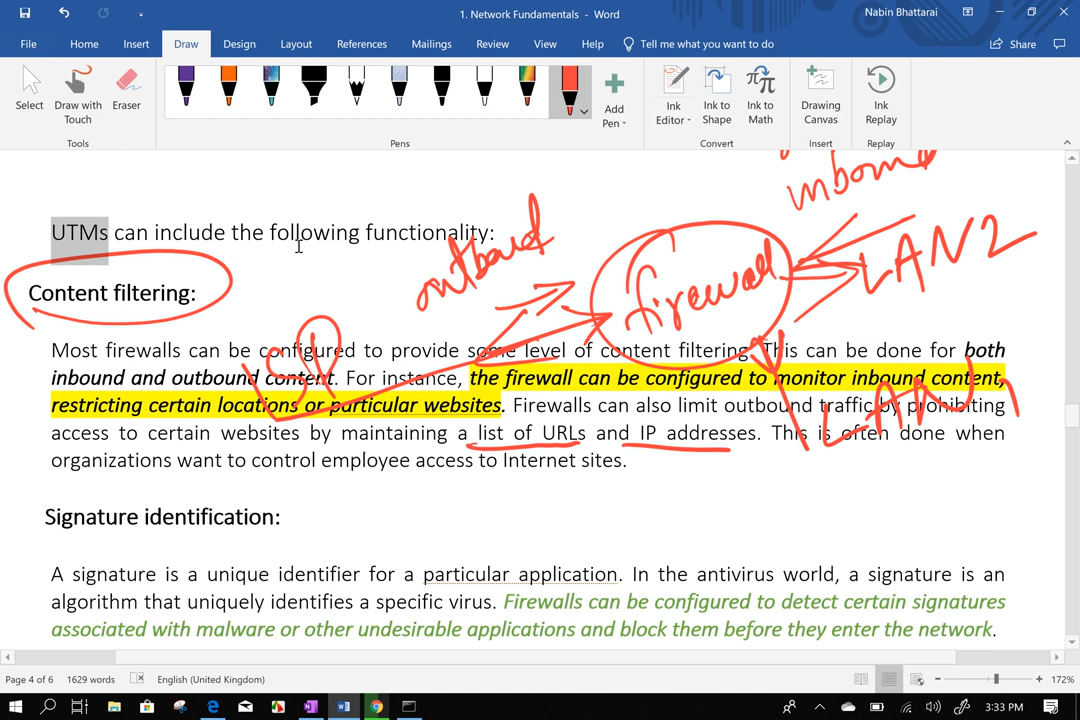 1. Network Fundamentals - Word
Nabin Bhattarai
File Home Insert Draw Design Layout References Mailings Review View Help Tell me what you want to do Share
Select Draw with Touch Eraser Add Pen Ink Editor Ink to Shape Ink to Math Drawing Canvas Ink Replay
Tools Pens Convert Insert Replay
inbound
UTMs can include the following functionality:
outbound
firewall
LAN2
Content filtering:
ISP
Most firewalls can be configured to provide some level of content filtering. This can be done for both
inbound and outbound content. For instance, the firewall can be configured to monitor inbound content,
restricting certain locations or particular websites. Firewalls can also limit outbound traffic by prohibiting
LAN1
access to certain websites by maintaining a list of URLs and IP addresses. This is often done when
organizations want to control employee access to Internet sites.
Signature identification:
A signature is a unique identifier for a particular application. In the antivirus world, a signature is an
algorithm that uniquely identifies a specific virus. Firewalls can be configured to detect certain signatures
associated with malware or other undesirable applications and block them before they enter the network.
Page 4 of 6 1629 words English (United Kingdom) 172%
3:33 PM